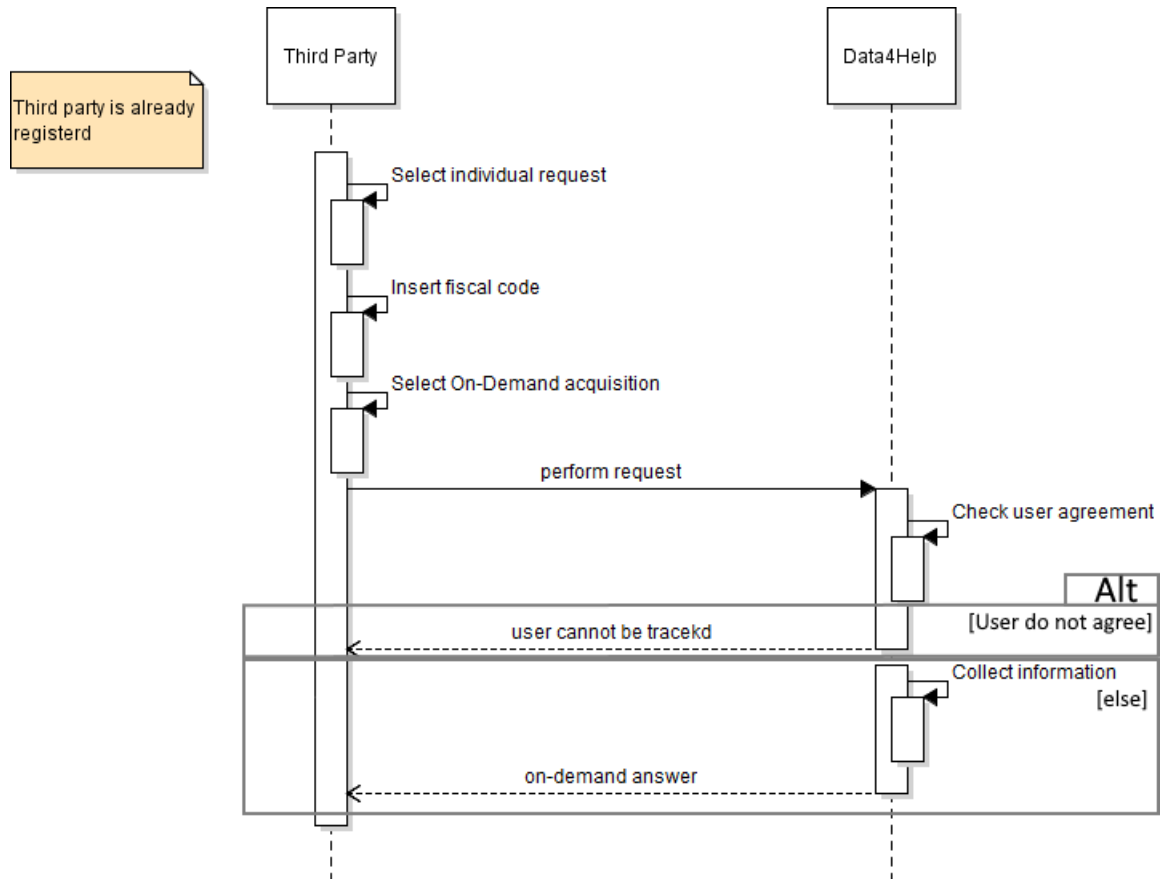 Third Party
Data4Help
Third party is already
registerd
Select individual request
Insert fiscal code
Select On-Demand acquisition
perform request
Check user agreement
Alt
[User do not agree]
user cannot be tracekd
Collect information
[else]
on-demand answer